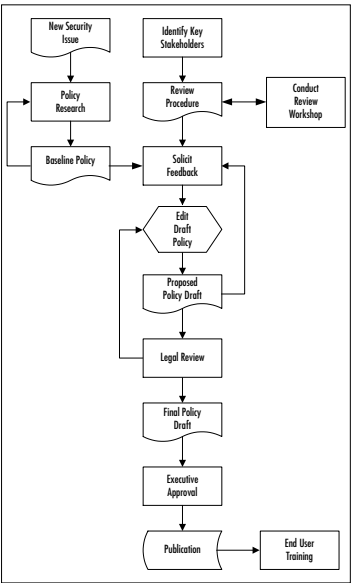 New Security
Issue
Identify Key
Stakeholders
Policy
Research
Review
Procedure
Conduct
Review
Workshop
Baseline Policy
Solicit
Feedback
Edit
Draft
Policy
Proposed
Policy Draft
Legal Review
Final Policy
Draft
Executive
Approval
Publication
End User
Training